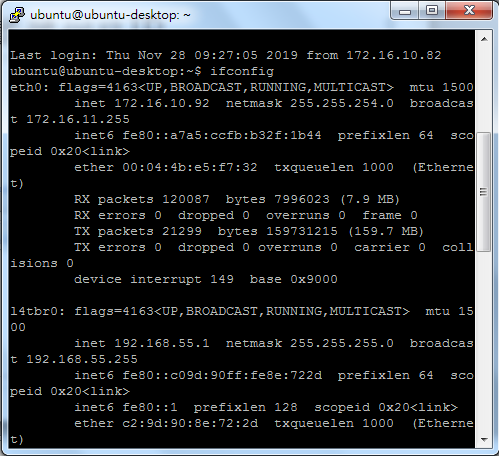 ubuntu@ubuntu-desktop: ~
Last login: Thu Nov 28 09:27:05 2019 from 172.16.10.82
ubuntu@ubuntu-desktop:~$ ifconfig
eth0: flags=4163<UP,BROADCAST,RUNNING,MULTICAST>  mtu 1500
        inet 172.16.10.92  netmask 255.255.254.0  broadcas
t 172.16.11.255
        inet6 fe80::a7a5:ccfb:b32f:1b44  prefixlen 64  sco
peid 0x20<link>
        ether 00:04:4b:e5:f7:32  txqueuelen 1000  (Etherne
t)
        RX packets 120087  bytes 7996023 (7.9 MB)
        RX errors 0  dropped 0  overruns 0  frame 0
        TX packets 21299  bytes 159731215 (159.7 MB)
        TX errors 0  dropped 0 overruns 0  carrier 0  coll
isions 0
        device interrupt 149  base 0x9000
l4tbr0: flags=4163<UP,BROADCAST,RUNNING,MULTICAST>  mtu 15
00
        inet 192.168.55.1  netmask 255.255.255.0  broadcas
t 192.168.55.255
        inet6 fe80::c09d:90ff:fe8e:722d  prefixlen 64  sco
peid 0x20<link>
        inet6 fe80::1  prefixlen 128  scopeid 0x20<link>
        ether c2:9d:90:8e:72:2d  txqueuelen 1000  (Etherne
t)